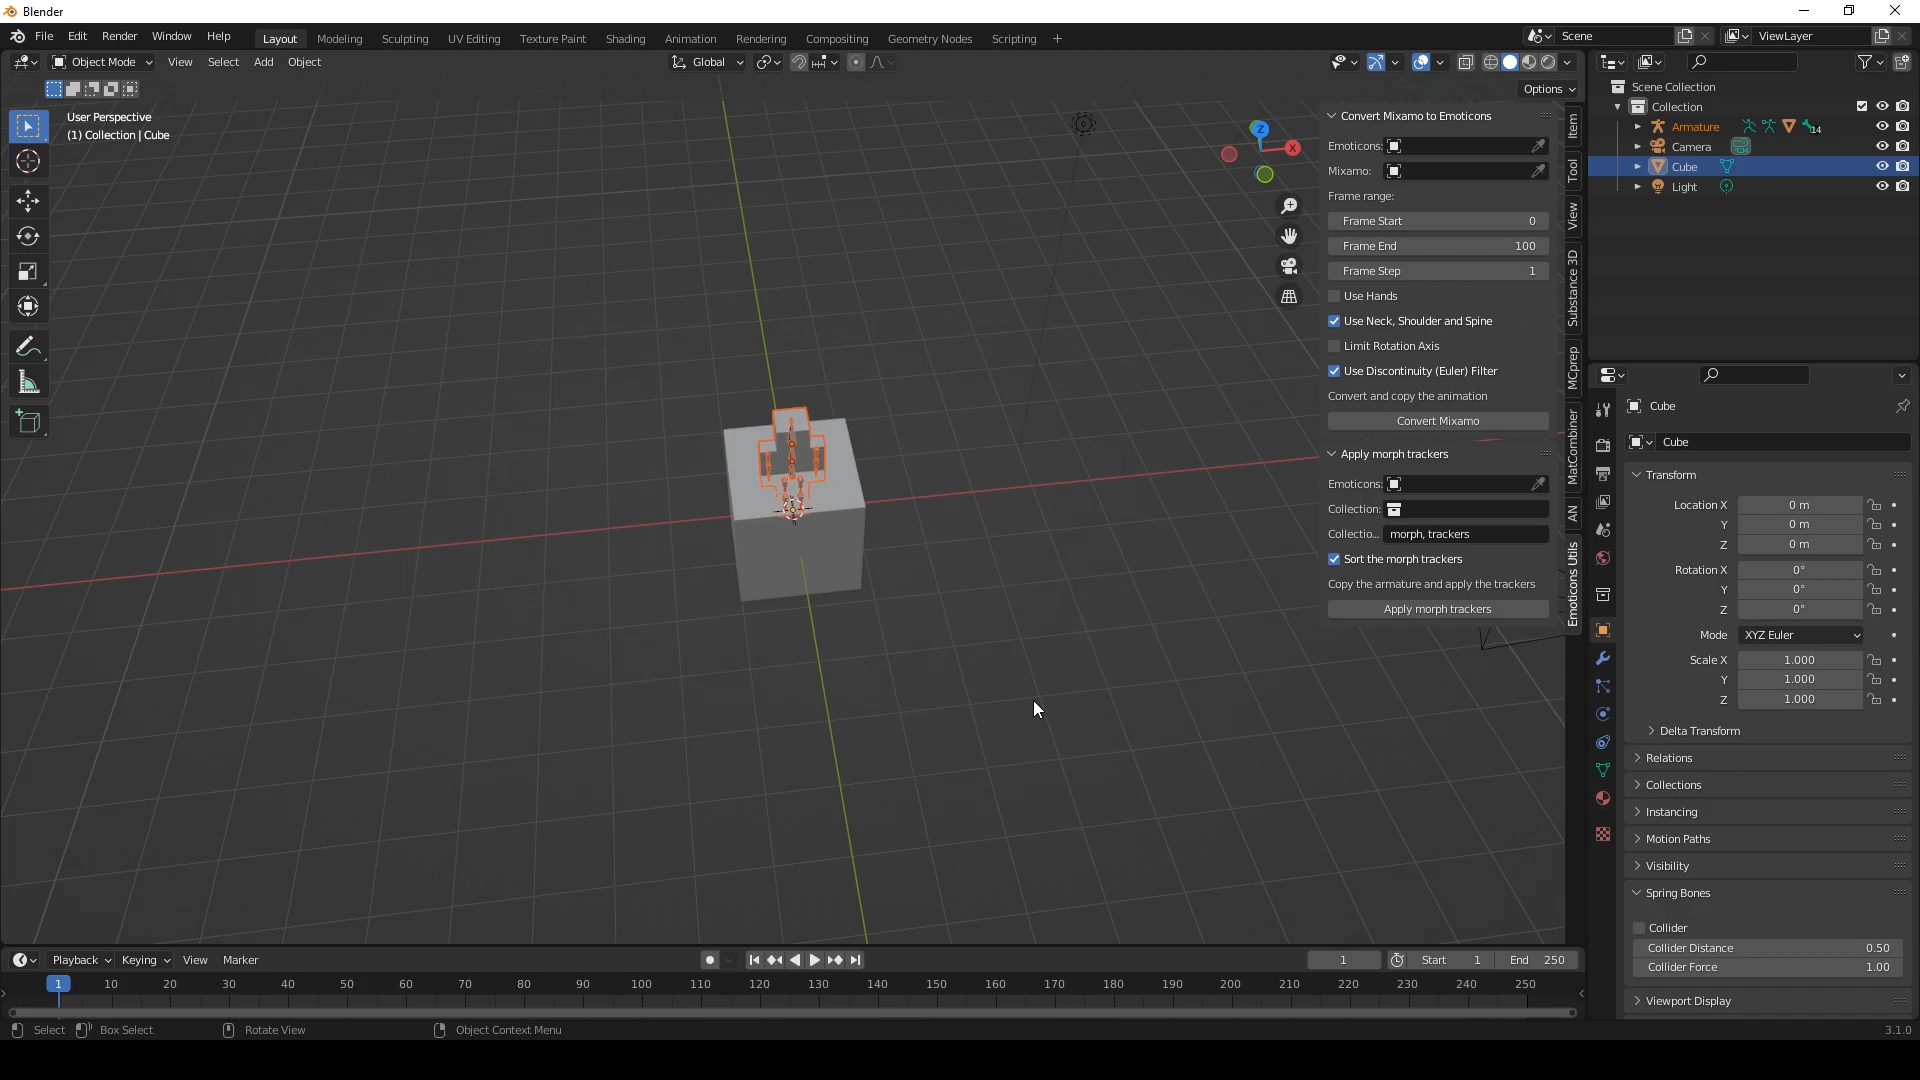 Blender
File Edit Render Window Help Layout Modeling Sculpting UV Editing Texture Paint Shading Animation Rendering Compositing Geometry Nodes Scripting + Scene ViewLayer
Object Mode View Select Add Object Global
Options
User Perspective
(1) Collection | Cube
Z
X
Convert Mixamo to Emoticons
Emoticons:
Mixamo:
Frame range:
Frame Start 0
Frame End 100
Frame Step 1
Use Hands
Use Neck, Shoulder and Spine
Limit Rotation Axis
Use Discontinuity (Euler) Filter
Convert and copy the animation
Convert Mixamo
Apply morph trackers
Emoticons:
Collection:
Collectio... morph, trackers
Sort the morph trackers
Copy the armature and apply the trackers
Apply morph trackers
Item
Tool
View
Substance 3D
MCprep
MatCombiner
AN
Emoticons Utils
Scene Collection
Collection
Armature 14
Camera
Cube
Light
Cube
Cube
Transform
Location X 0 m
Y 0 m
Z 0 m
Rotation X 0°
Y 0°
Z 0°
Mode XYZ Euler
Scale X 1.000
Y 1.000
Z 1.000
Delta Transform
Relations
Collections
Instancing
Motion Paths
Visibility
Spring Bones
Collider
Collider Distance 0.50
Collider Force 1.00
Viewport Display
Playback Keying View Marker 1 Start 1 End 250
1 10 20 30 40 50 60 70 80 90 100 110 120 130 140 150 160 170 180 190 200 210 220 230 240 250
Select Box Select Rotate View Object Context Menu 3.1.0